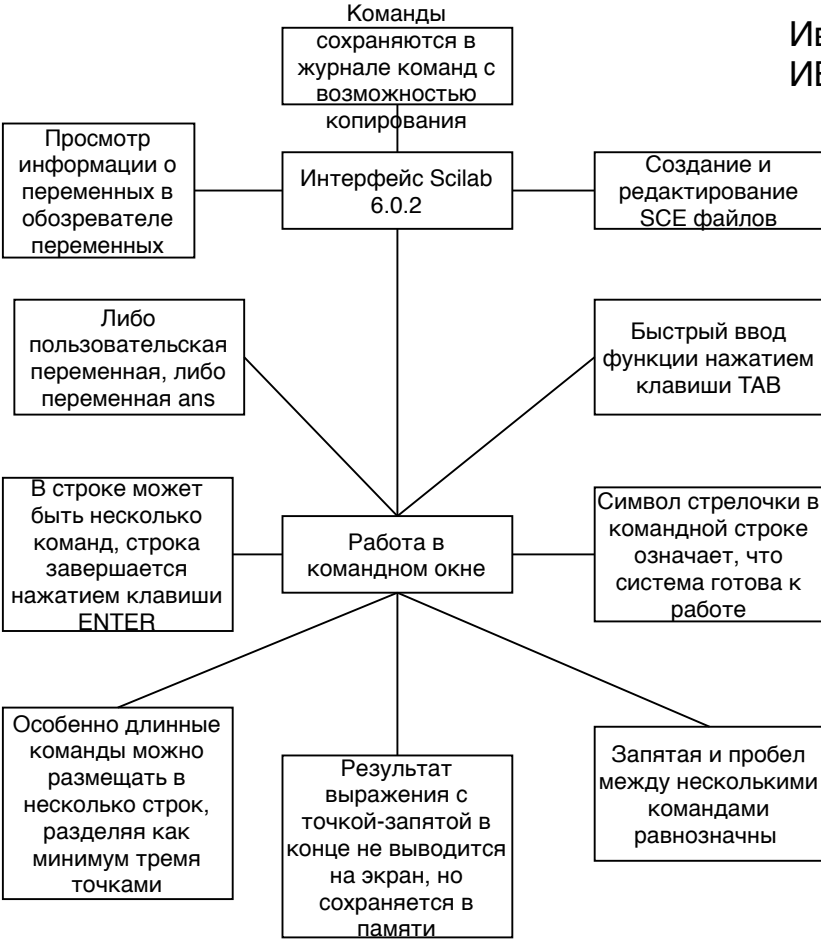 Команды
сохраняются в
журнале команд с
возможностью
копирования
Просмотр
информации о
переменных в
обозревателе
переменных
Интерфейс Scilab
6.0.2
Создание и
редактирование
SCE файлов
Либо
пользовательская
переменная, либо
переменная ans
Быстрый ввод
функции нажатием
клавиши TAB
В строке может
быть несколько
команд, строка
завершается
нажатием клавиши
ENTER
Работа в
командном окне
Символ стрелочки в
командной строке
означает, что
система готова к
работе
Особенно длинные
команды можно
размещать в
несколько строк,
разделяя как
минимум тремя
точками
Результат
выражения с
точкой-запятой в
конце не выводится
на экран, но
сохраняется в
памяти
Запятая и пробел
между несколькими
командами
равнозначны